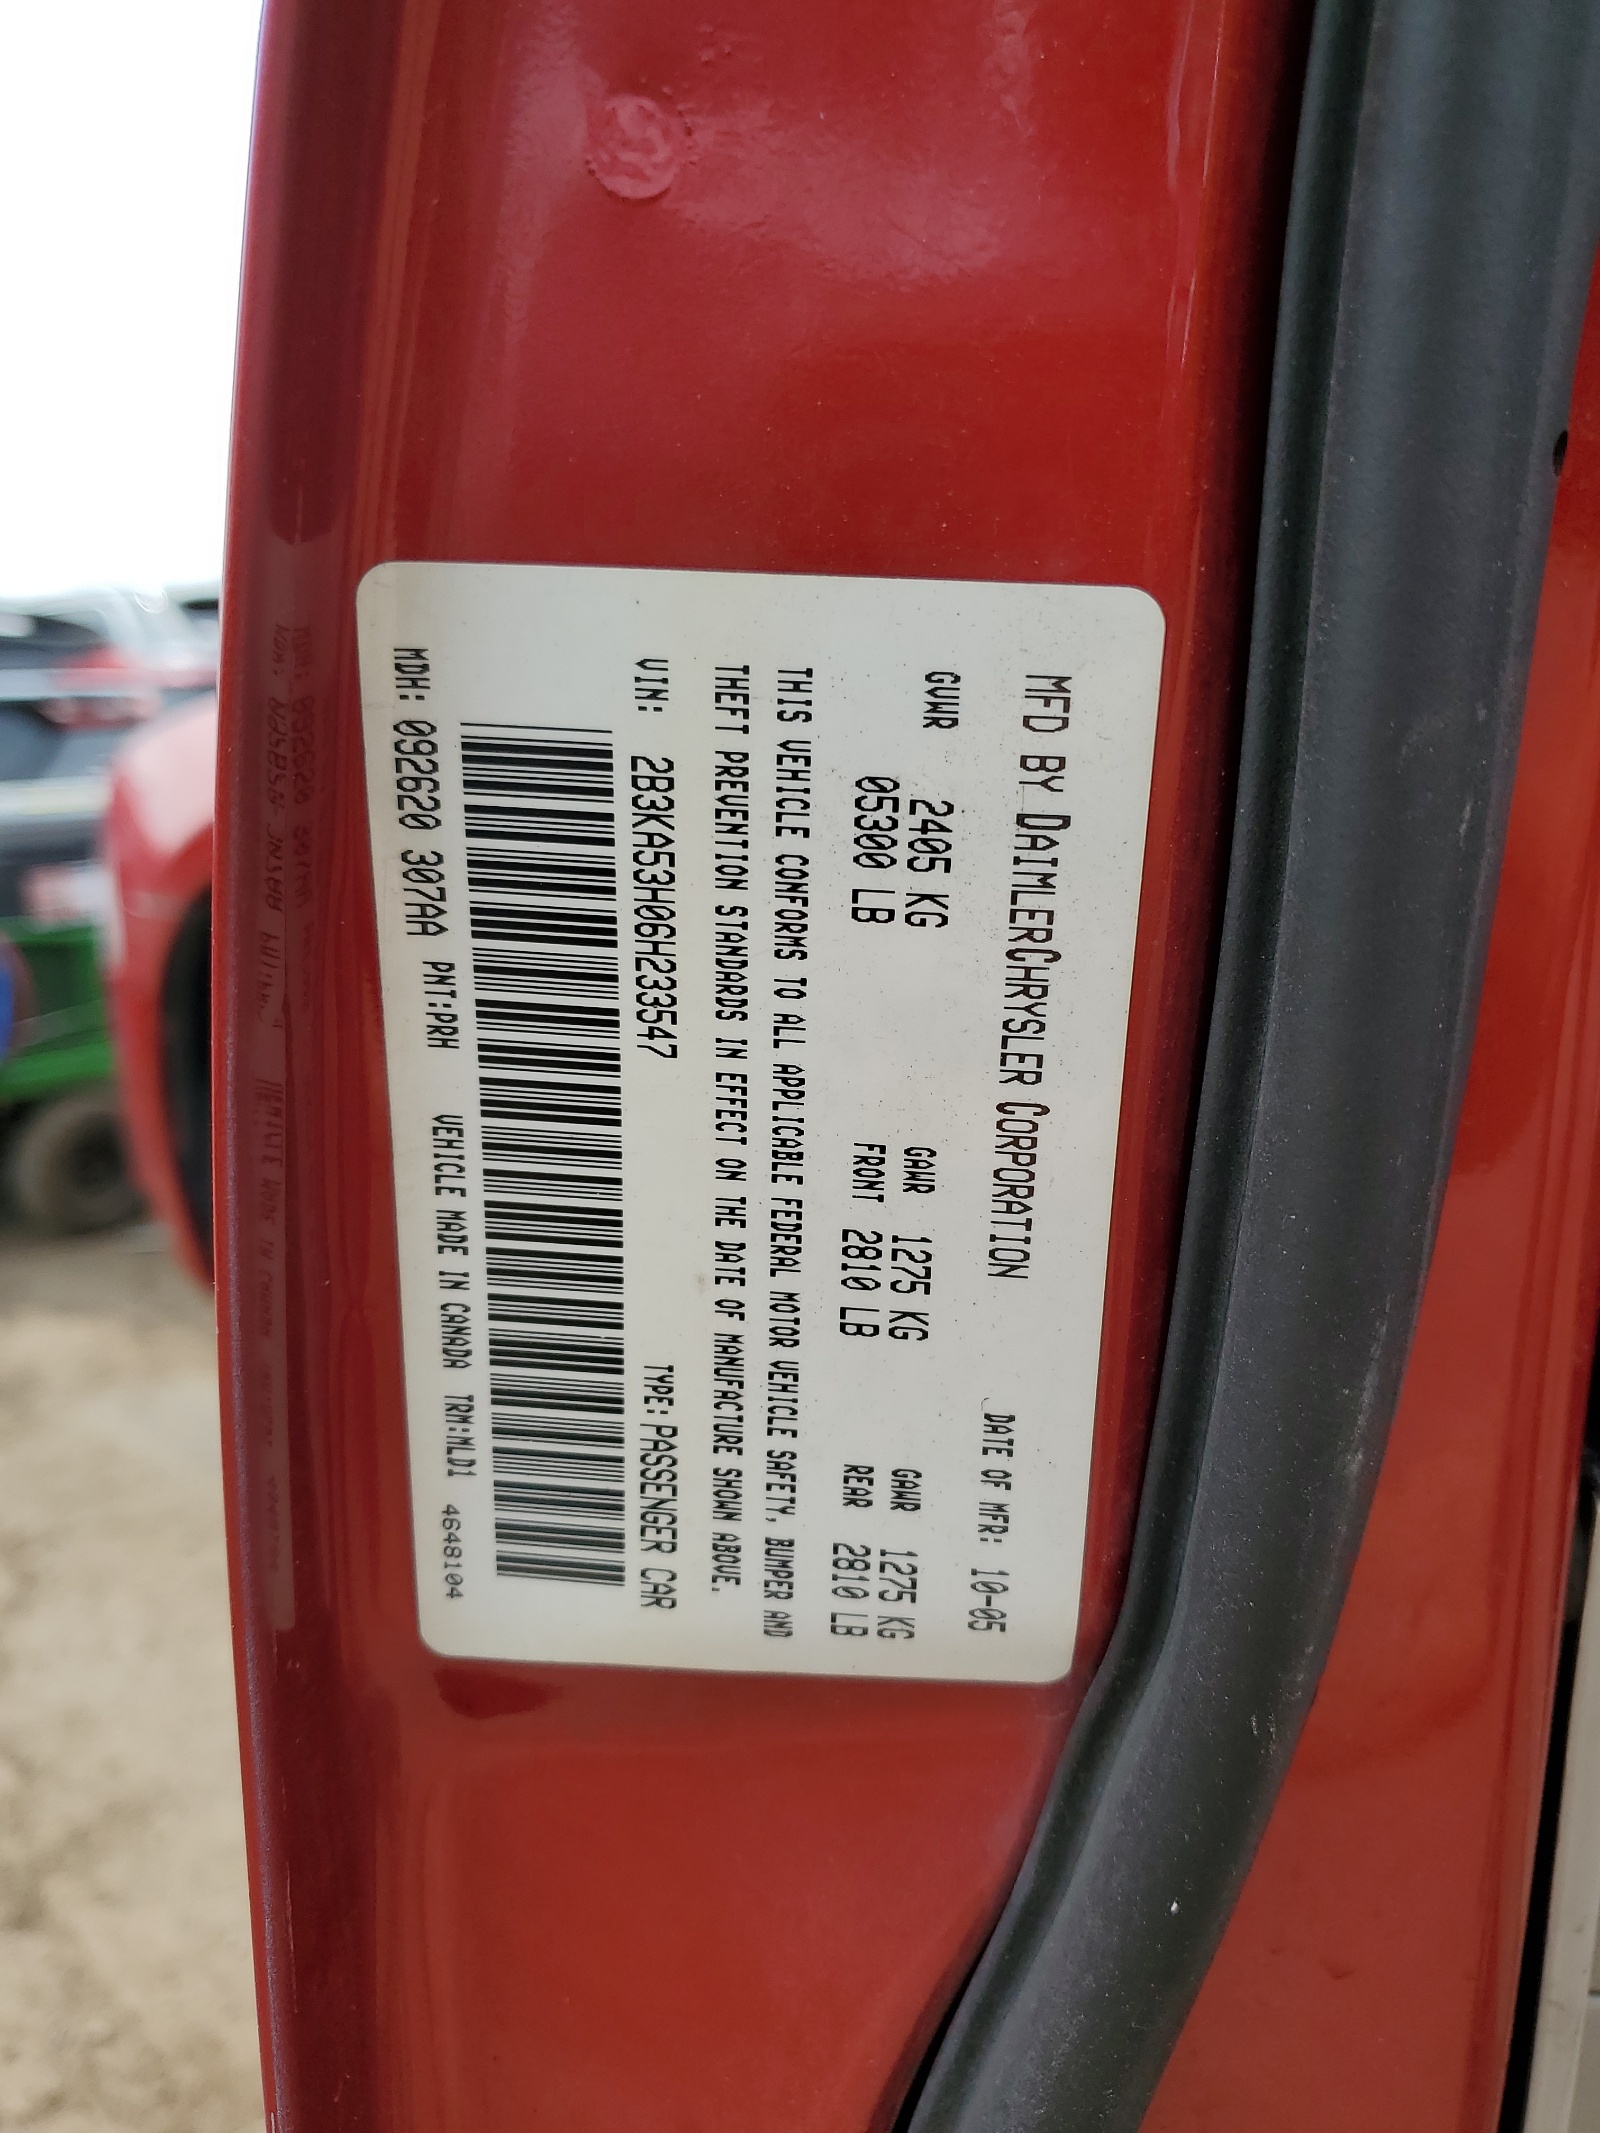 MFD BY DAIMLERCHRYSLER CORPORATION DATE OF MFR: 10-05
GVWR 2405 KG GAWR 1275 KG GAWR 1275 KG
05300 LB FRONT 2810 LB REAR 2810 LB
THIS VEHICLE CONFORMS TO ALL APPLICABLE FEDERAL MOTOR VEHICLE SAFETY, BUMPER AND
THEFT PREVENTION STANDARDS IN EFFECT ON THE DATE OF MANUFACTURE SHOWN ABOVE.
VIN: 2B3KA53H06H233547 TYPE: PASSENGER CAR
MDH: 092620 307AA PNT:PRH VEHICLE MADE IN CANADA TRM:MLD1 4648104